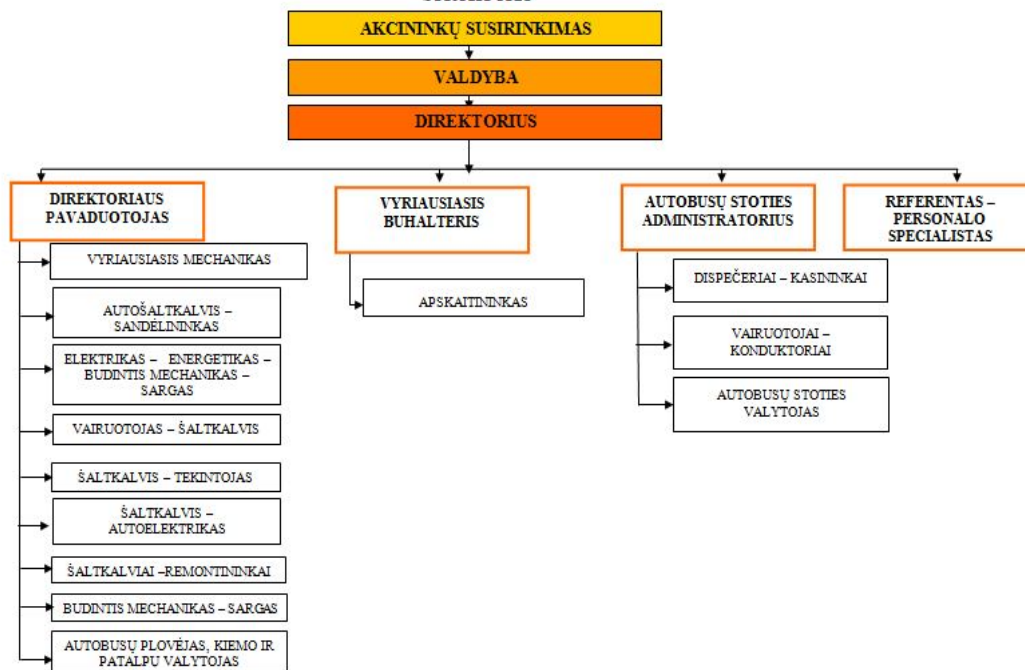 AKCININKŲ SUSIRINKIMAS
VALDYBA
DIREKTORIUS
DIREKTORIAUS
PAVADUOTOJAS
VYRIAUSIASIS
BUHALTERIS
AUTOBUSŲ STOTIES
ADMINISTRATORIUS
REFERENTAS –
PERSONALO
SPECIALISTAS
VYRIAUSIASIS MECHANIKAS
AUTOŠALTKALVIS –
SANDĖLININKAS
ELEKTRIKAS – ENERGETIKAS –
BUDINTIS MECHANIKAS –
SARGAS
VAIRUOTOJAS – ŠALTKALVIS
ŠALTKALVIS – TEKINTOJAS
ŠALTKALVIS –
AUTOELEKTRIKAS
ŠALTKALVIAI –REMONTININKAI
BUDINTIS MECHANIKAS – SARGAS
AUTOBUSŲ PLOVĖJAS, KIEMO IR
PATALPŲ VALYTOJAS
APSKAITININKAS
DISPEČERIAI – KASININKAI
VAIRUOTOJAI –
KONDUKTORIAI
AUTOBUSŲ STOTIES
VALYTOJAS